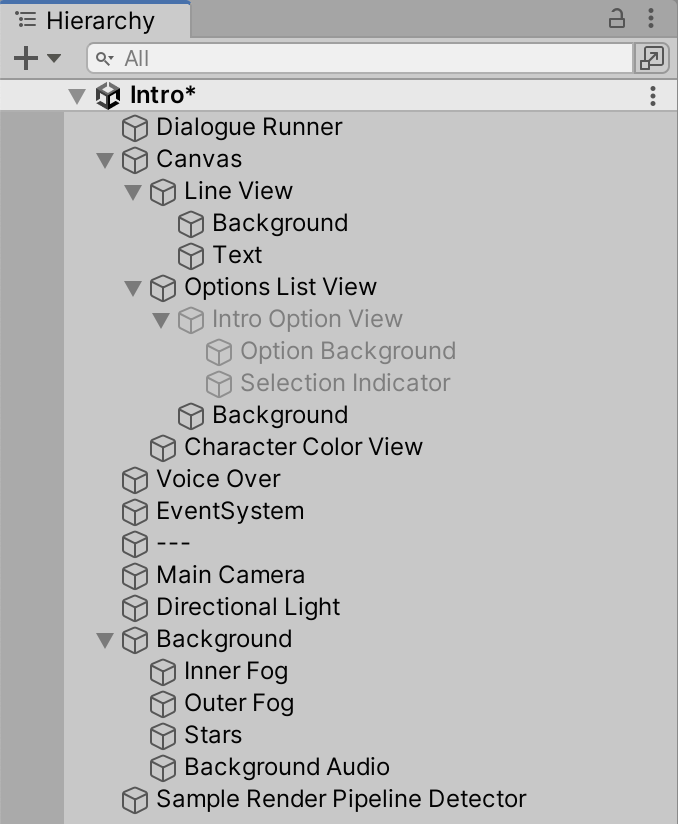 Hierarchy
All
Intro*
Dialogue Runner
Canvas
Line View
Background
Text
Options List View
Intro Option View
Option Background
Selection Indicator
Background
Character Color View
Voice Over
EventSystem
---
Main Camera
Directional Light
Background
Inner Fog
Outer Fog
Stars
Background Audio
Sample Render Pipeline Detector